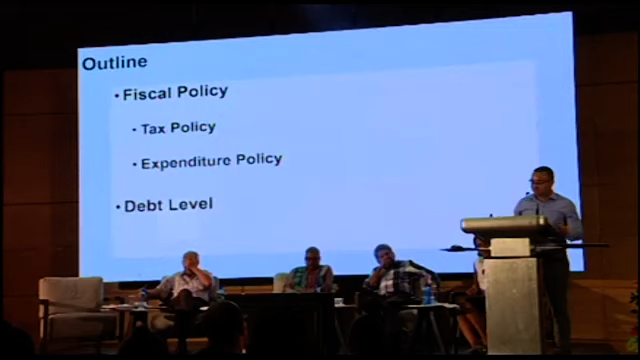 Outline
• Fiscal Policy
• Tax Policy
• Expenditure Policy
• Debt Level